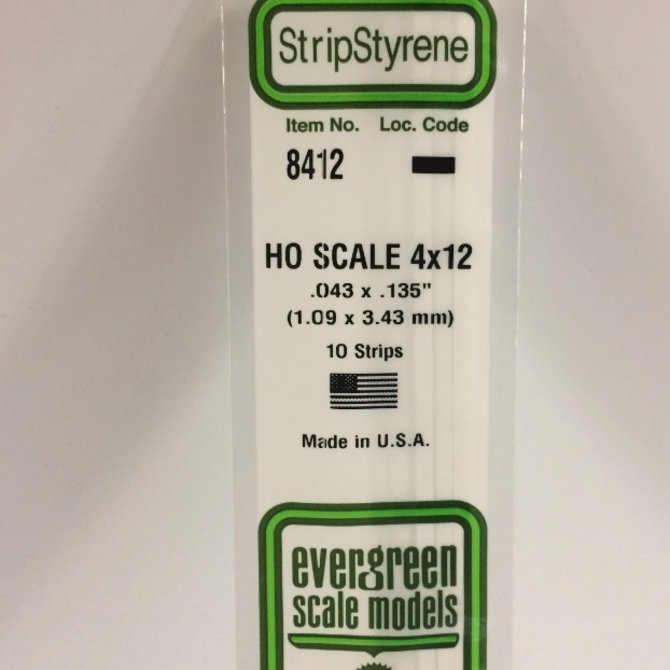 StripStyrene
Item No. Loc. Code
8412
HO SCALE 4x12
.043 x .135"
(1.09 x 3.43 mm)
10 Strips
Made in U.S.A.
evergreen
scale models